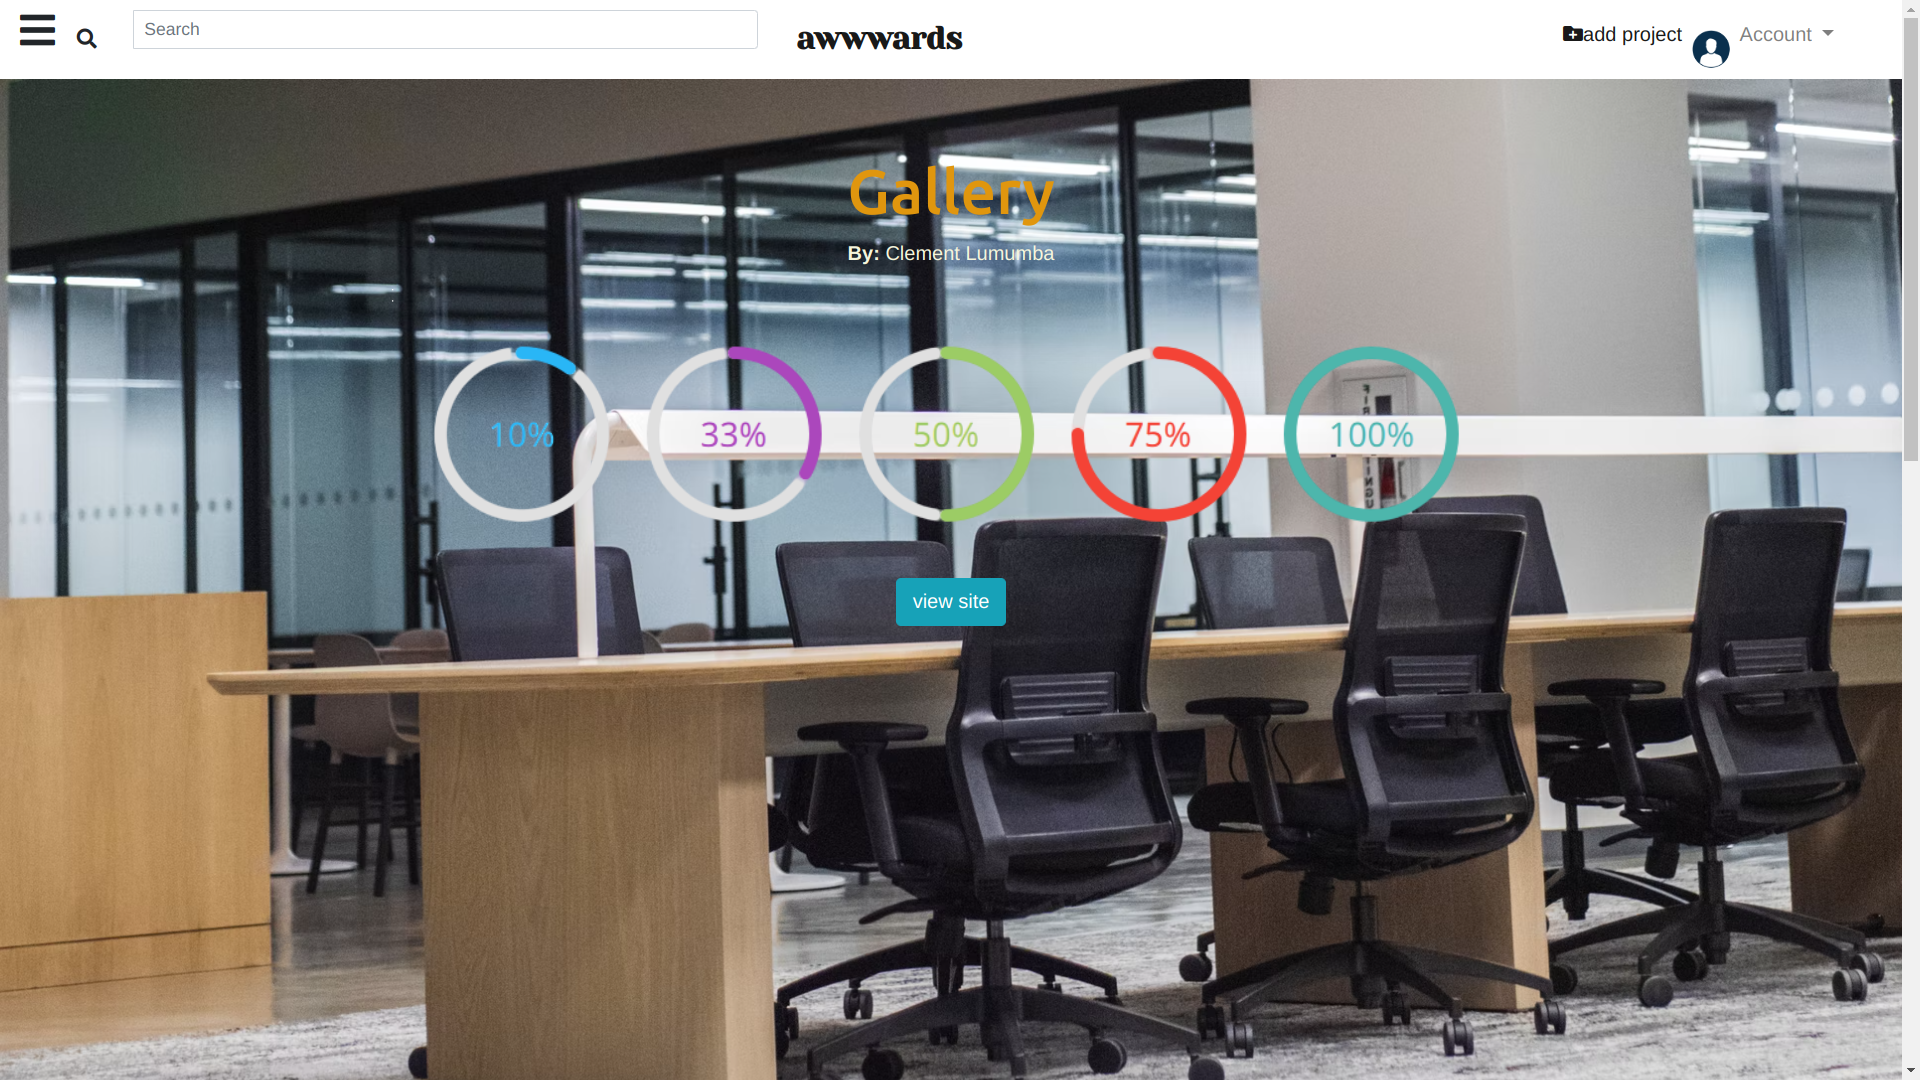 Search
awwwards
add project
Account
Gallery
By: Clement Lumumba
10%
33%
50%
75%
100%
view site